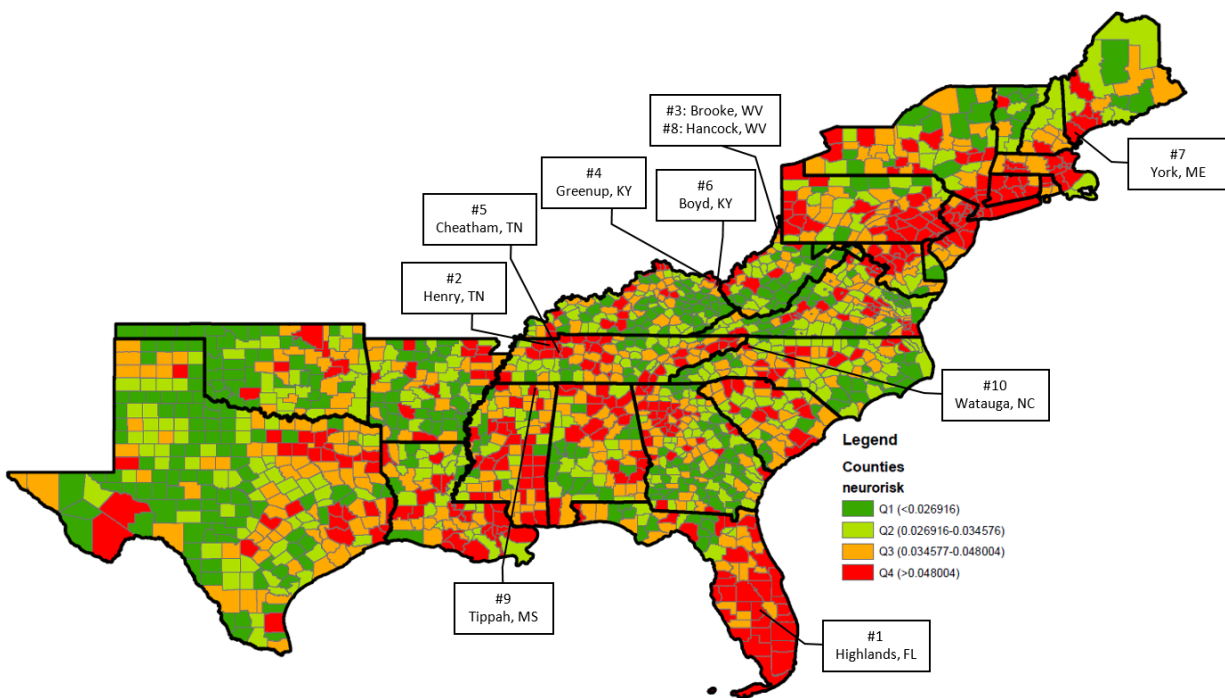 #3: Brooke, WV
#8: Hancock, WV
#4
Greenup, KY
#6
Boyd, KY
#7
York, ME
#5
Cheatham, TN
#2
Henry, TN
#10
Watauga, NC
#9
Tippah, MS
#1
Highlands, FL
Legend
Counties
neurorisk
Q1 (<0.026916)
Q2 (0.026916-0.034576)
Q3 (0.034577-0.048004)
Q4 (>0.048004)